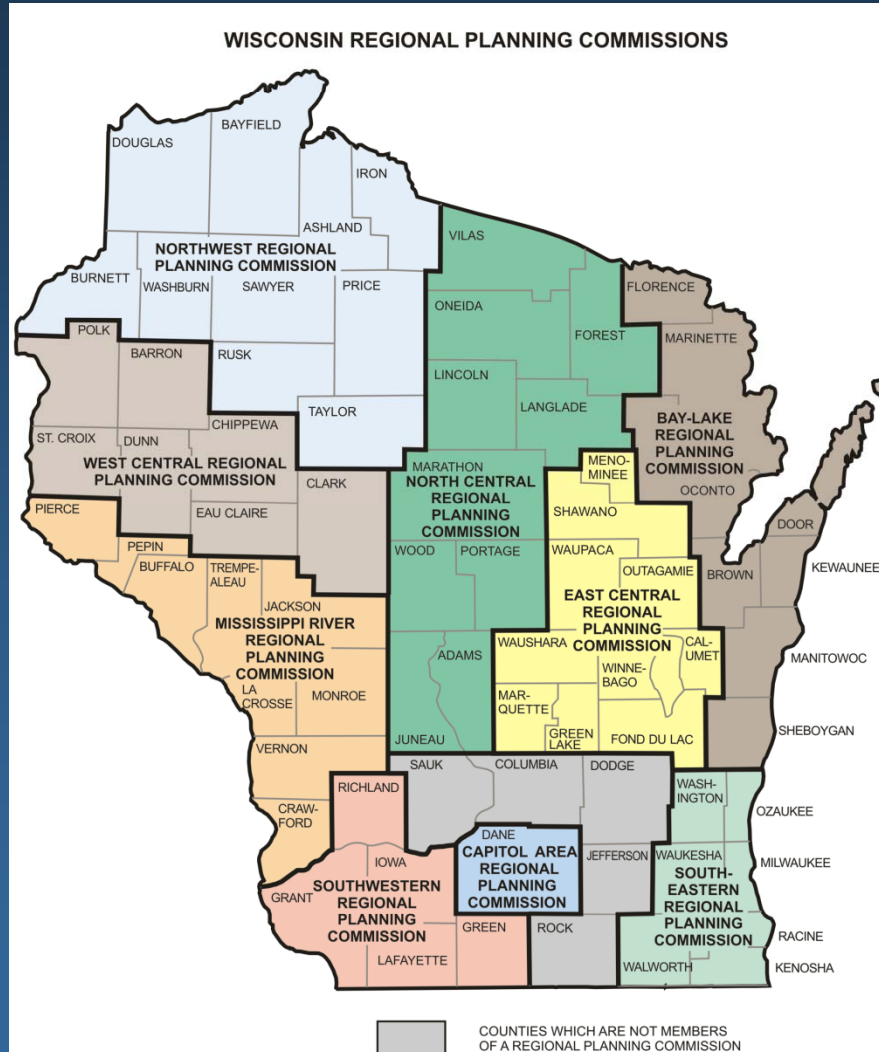 WISCONSIN REGIONAL PLANNING COMMISSIONS
BAYFIELD
DOUGLAS
IRON
ASHLAND
VILAS
NORTHWEST REGIONAL
PLANNING COMMISSION
BURNETT
WASHBURN
SAWYER
PRICE
FLORENCE
ONEIDA
POLK
FOREST
MARINETTE
BARRON
RUSK
LINCOLN
TAYLOR
LANGLADE
CHIPPEWA
BAY-LAKE
REGIONAL
PLANNING
COMMISSION
ST. CROIX
DUNN
WEST CENTRAL REGIONAL
PLANNING COMMISSION
MARATHON
NORTH CENTRAL
REGIONAL
PLANNING
COMMISSION
MENO-
MINEE
CLARK
OCONTO
PIERCE
EAU CLAIRE
SHAWANO
DOOR
PEPIN
BUFFALO
TREMPE-
ALEAU
WOOD
PORTAGE
WAUPACA
OUTAGAMIE
BROWN
KEWAUNEE
JACKSON
EAST CENTRAL
REGIONAL
PLANNING
COMMISSION
MISSISSIPPI RIVER
REGIONAL
PLANNING
COMMISSION
ADAMS
WAUSHARA
CAL-
UMET
WINNE-
BAGO
MANITOWOC
LA
CROSSE
MONROE
MAR-
QUETTE
GREEN
LAKE
FOND DU LAC
SHEBOYGAN
VERNON
JUNEAU
SAUK
COLUMBIA
DODGE
RICHLAND
WASH-
INGTON
CRAW-
FORD
OZAUKEE
DANE
CAPITOL AREA
REGIONAL
PLANNING
COMMISSION
IOWA
JEFFERSON
WAUKESHA
MILWAUKEE
GRANT
SOUTHWESTERN
REGIONAL
PLANNING
COMMISSION
SOUTH-
EASTERN
REGIONAL
PLANNING
COMMISSION
GREEN
ROCK
RACINE
LAFAYETTE
WALWORTH
KENOSHA
COUNTIES WHICH ARE NOT MEMBERS
OF A REGIONAL PLANNING COMMISSION